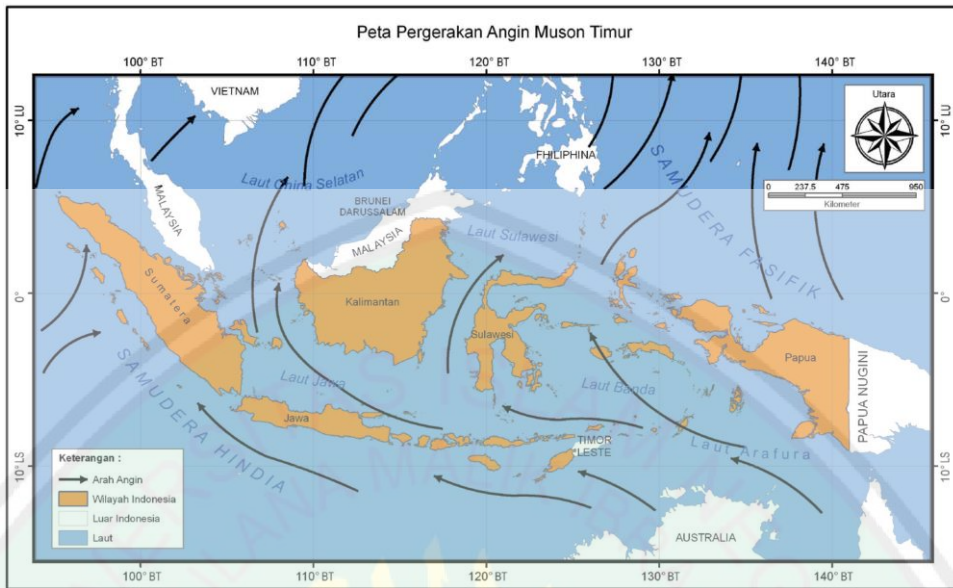 Peta Pergerakan Angin Muson Timur
100° BT
110° BT
120° BT
130° BT
140° BT
Utara
10° LU
10° LU
VIETNAM
FHILIPHINA
0
237.5
475
950
Kilometer
Laut China Selatan
SAMUDERA FASIFIK
MALAYSIA
BRUNEI
DARUSSALAM
MALAYSIA
Laut Sulawesi
0°
0°
Sumatera
Kalimantan
Sulawesi
Papua
PAPUA NUGINI
SAMUDERA HINDIA
Laut Jawa
Laut Banda
Jawa
TIMOR
LESTE
Laut Arafura
10° LS
10° LS
Keterangan :
Arah Angin
Wilayah Indonesia
Luar Indonesia
Laut
AUSTRALIA
100° BT
110° BT
120° BT
130° BT
140° BT